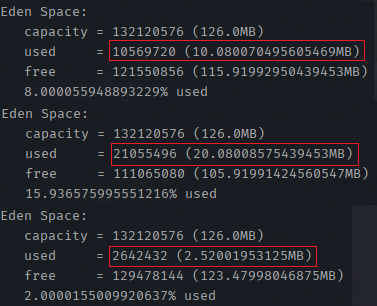 Eden Space:
capacity = 132120576 (126.0MB)
used = 10569720 (10.080070495605469MB)
free = 121550856 (115.91992950439453MB)
8.000055948893229% used
Eden Space:
capacity = 132120576 (126.0MB)
used = 21055496 (20.08008575439453MB)
free = 111065080 (105.91991424560547MB)
15.936575995551216% used
Eden Space:
capacity = 132120576 (126.0MB)
used = 2642432 (2.52001953125MB)
free = 129478144 (123.47998046875MB)
2.0000155009920637% used